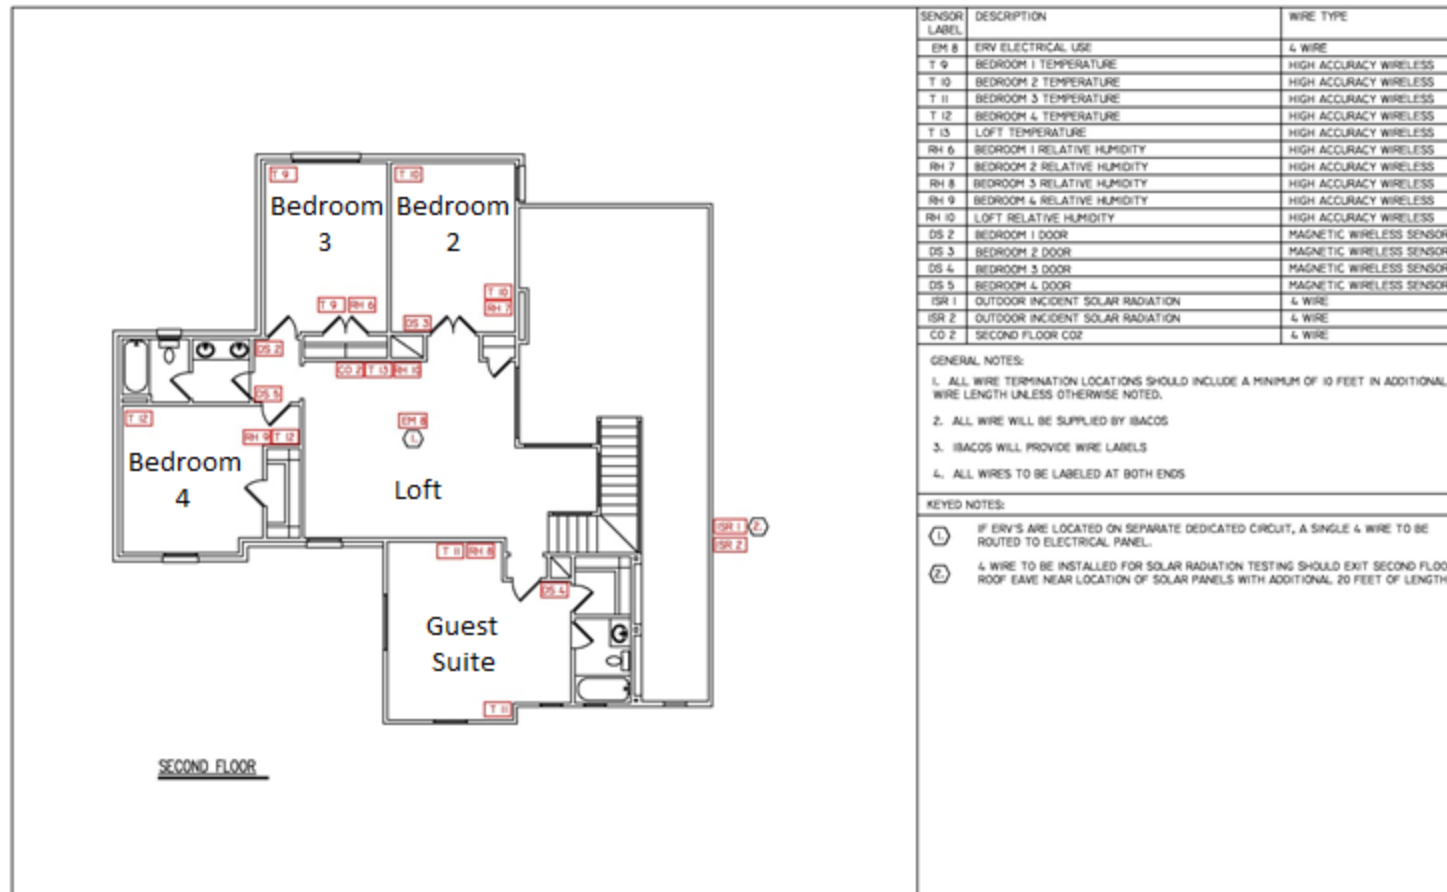 SENSOR LABEL DESCRIPTION WIRE TYPE
EM 8 ERV ELECTRICAL USE 4 WIRE
T 9 BEDROOM 1 TEMPERATURE HIGH ACCURACY WIRELESS
T 10 BEDROOM 2 TEMPERATURE HIGH ACCURACY WIRELESS
T 11 BEDROOM 3 TEMPERATURE HIGH ACCURACY WIRELESS
T 12 BEDROOM 4 TEMPERATURE HIGH ACCURACY WIRELESS
T 13 LOFT TEMPERATURE HIGH ACCURACY WIRELESS
RH 6 BEDROOM 1 RELATIVE HUMIDITY HIGH ACCURACY WIRELESS
RH 7 BEDROOM 2 RELATIVE HUMIDITY HIGH ACCURACY WIRELESS
RH 8 BEDROOM 3 RELATIVE HUMIDITY HIGH ACCURACY WIRELESS
RH 9 BEDROOM 4 RELATIVE HUMIDITY HIGH ACCURACY WIRELESS
RH 10 LOFT RELATIVE HUMIDITY HIGH ACCURACY WIRELESS
DS 2 BEDROOM 1 DOOR MAGNETIC WIRELESS SENSOR
DS 3 BEDROOM 2 DOOR MAGNETIC WIRELESS SENSOR
DS 4 BEDROOM 3 DOOR MAGNETIC WIRELESS SENSOR
DS 5 BEDROOM 4 DOOR MAGNETIC WIRELESS SENSOR
ISR 1 OUTDOOR INCIDENT SOLAR RADIATION 4 WIRE
ISR 2 OUTDOOR INCIDENT SOLAR RADIATION 4 WIRE
CO 2 SECOND FLOOR CO2 4 WIRE
GENERAL NOTES:
1. ALL WIRE TERMINATION LOCATIONS SHOULD INCLUDE A MINIMUM OF 10 FEET IN ADDITIONAL
WIRE LENGTH UNLESS OTHERWISE NOTED.
2. ALL WIRE WILL BE SUPPLIED BY IBACOS
3. IBACOS WILL PROVIDE WIRE LABELS
4. ALL WIRES TO BE LABELED AT BOTH ENDS
KEYED NOTES:
1. IF ERV'S ARE LOCATED ON SEPARATE DEDICATED CIRCUIT, A SINGLE 4 WIRE TO BE
ROUTED TO ELECTRICAL PANEL.
2. 4 WIRE TO BE INSTALLED FOR SOLAR RADIATION TESTING SHOULD EXIT SECOND FLOO
ROOF EAVE NEAR LOCATION OF SOLAR PANELS WITH ADDITIONAL 20 FEET OF LENGTH
T 9
T 10
Bedroom
3
Bedroom
2
T 9 RH 6
T 10
RH 7
DS 3
DS 2
CO 2 T 13 RH 10
DS 5
T 12
EM 8
1.
RH 9 T 12
Bedroom
4
Loft
ISR 1 2.
ISR 2
T 11 RH 8
DS 4
Guest
Suite
T 11
SECOND FLOOR